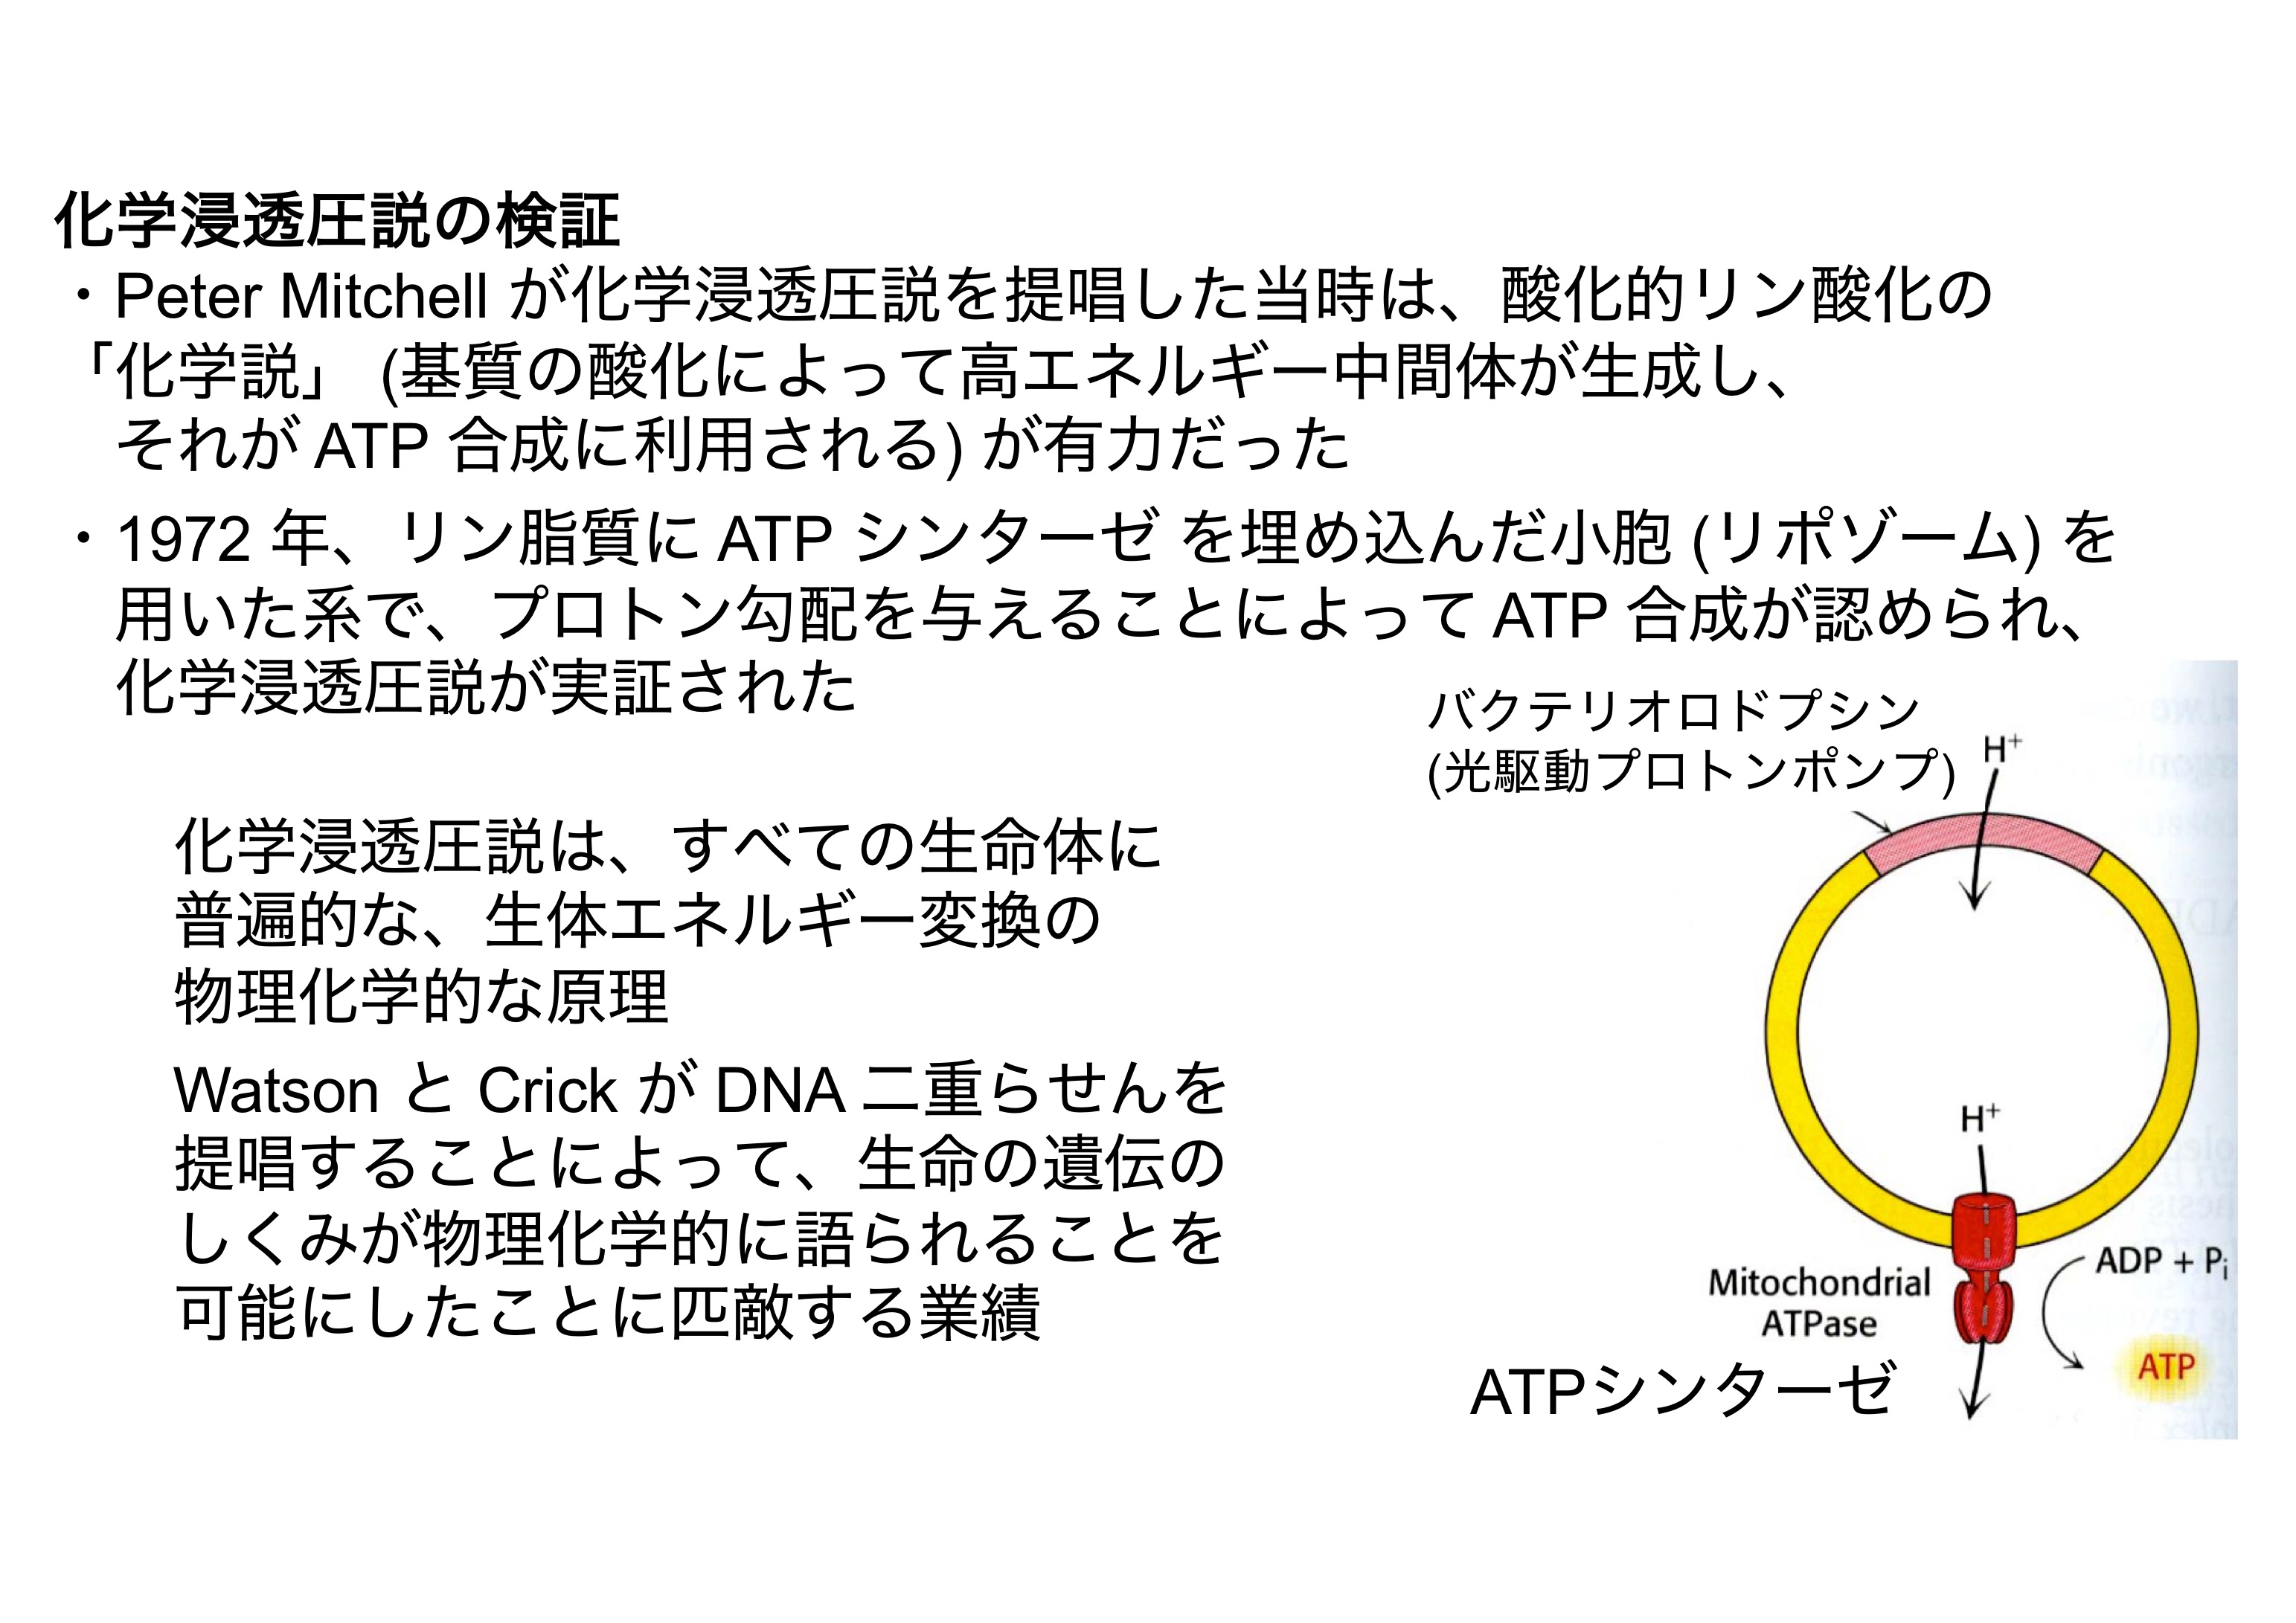 化学浸透圧説の検証
・Peter Mitchell が化学浸透圧説を提唱した当時は、酸化的リン酸化の
「化学説」 (基質の酸化によって高エネルギー中間体が生成し、
それが ATP 合成に利用される) が有力だった
・1972 年、リン脂質に ATP シンターゼ を埋め込んだ小胞 (リポゾーム) を
用いた系で、プロトン勾配を与えることによって ATP 合成が認められ、
化学浸透圧説が実証された
バクテリオロドプシン
(光駆動プロトンポンプ)
H⁺
化学浸透圧説は、すべての生命体に
普遍的な、生体エネルギー変換の
物理化学的な原理
Watson と Crick が DNA 二重らせんを
提唱することによって、生命の遺伝の
しくみが物理化学的に語られることを
可能にしたことに匹敵する業績
H⁺
ADP + Pᵢ
Mitochondrial
ATPase
ATP
ATPシンターゼ